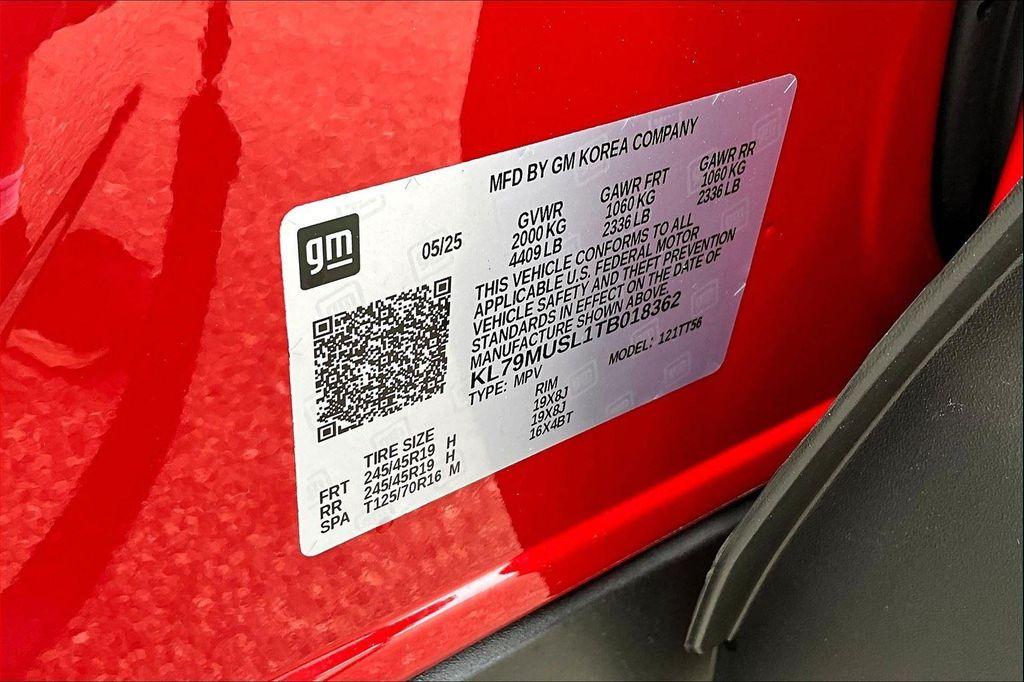 MFD BY GM KOREA COMPANY
gm
05/25
GVWR GAWR FRT GAWR RR
2000 KG 1060 KG 1060 KG
4409 LB 2336 LB 2336 LB
THIS VEHICLE CONFORMS TO ALL
APPLICABLE U.S. FEDERAL MOTOR
VEHICLE SAFETY AND THEFT PREVENTION
STANDARDS IN EFFECT ON THE DATE OF
MANUFACTURE SHOWN ABOVE.
KL79MUSL1TB018362
TYPE: MPV MODEL: 121TT56
TIRE SIZE RIM
FRT 245/45R19 H 19X8J
RR 245/45R19 H 19X8J
SPA T125/70R16 M 16X4BT